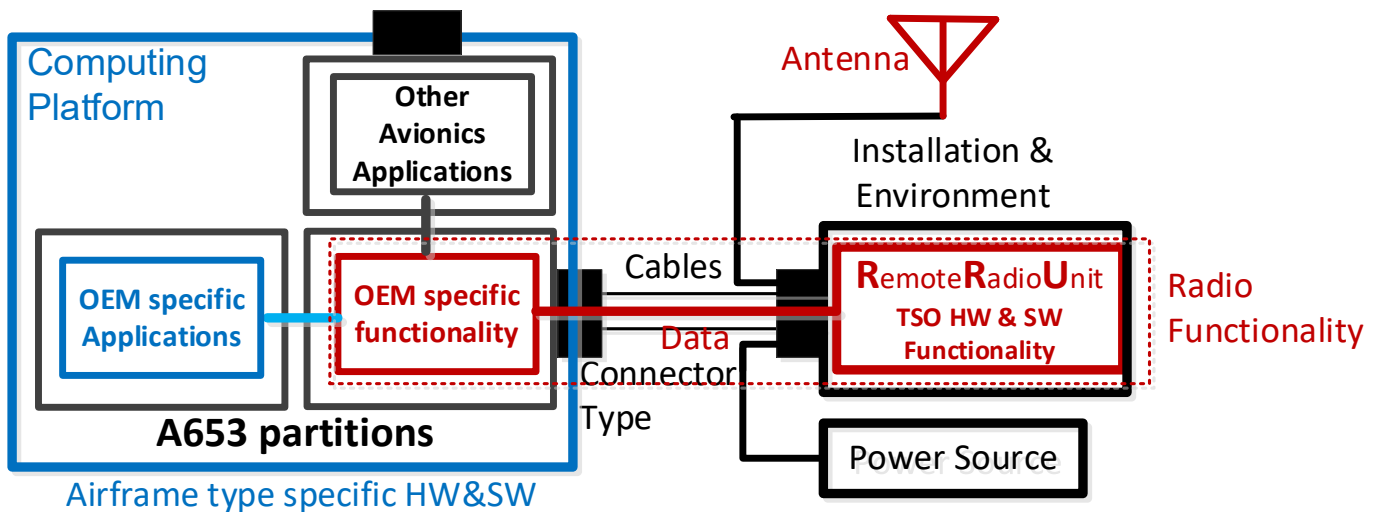 Computing
Platform
Other
Avionics
Applications
OEM specific
Applications
OEM specific
functionality
A653 partitions
Airframe type specific HW&SW
Antenna
Installation &
Environment
Cables
Data
Connector
Type
RemoteRadioUnit
TSO HW & SW
Functionality
Radio
Functionality
Power Source